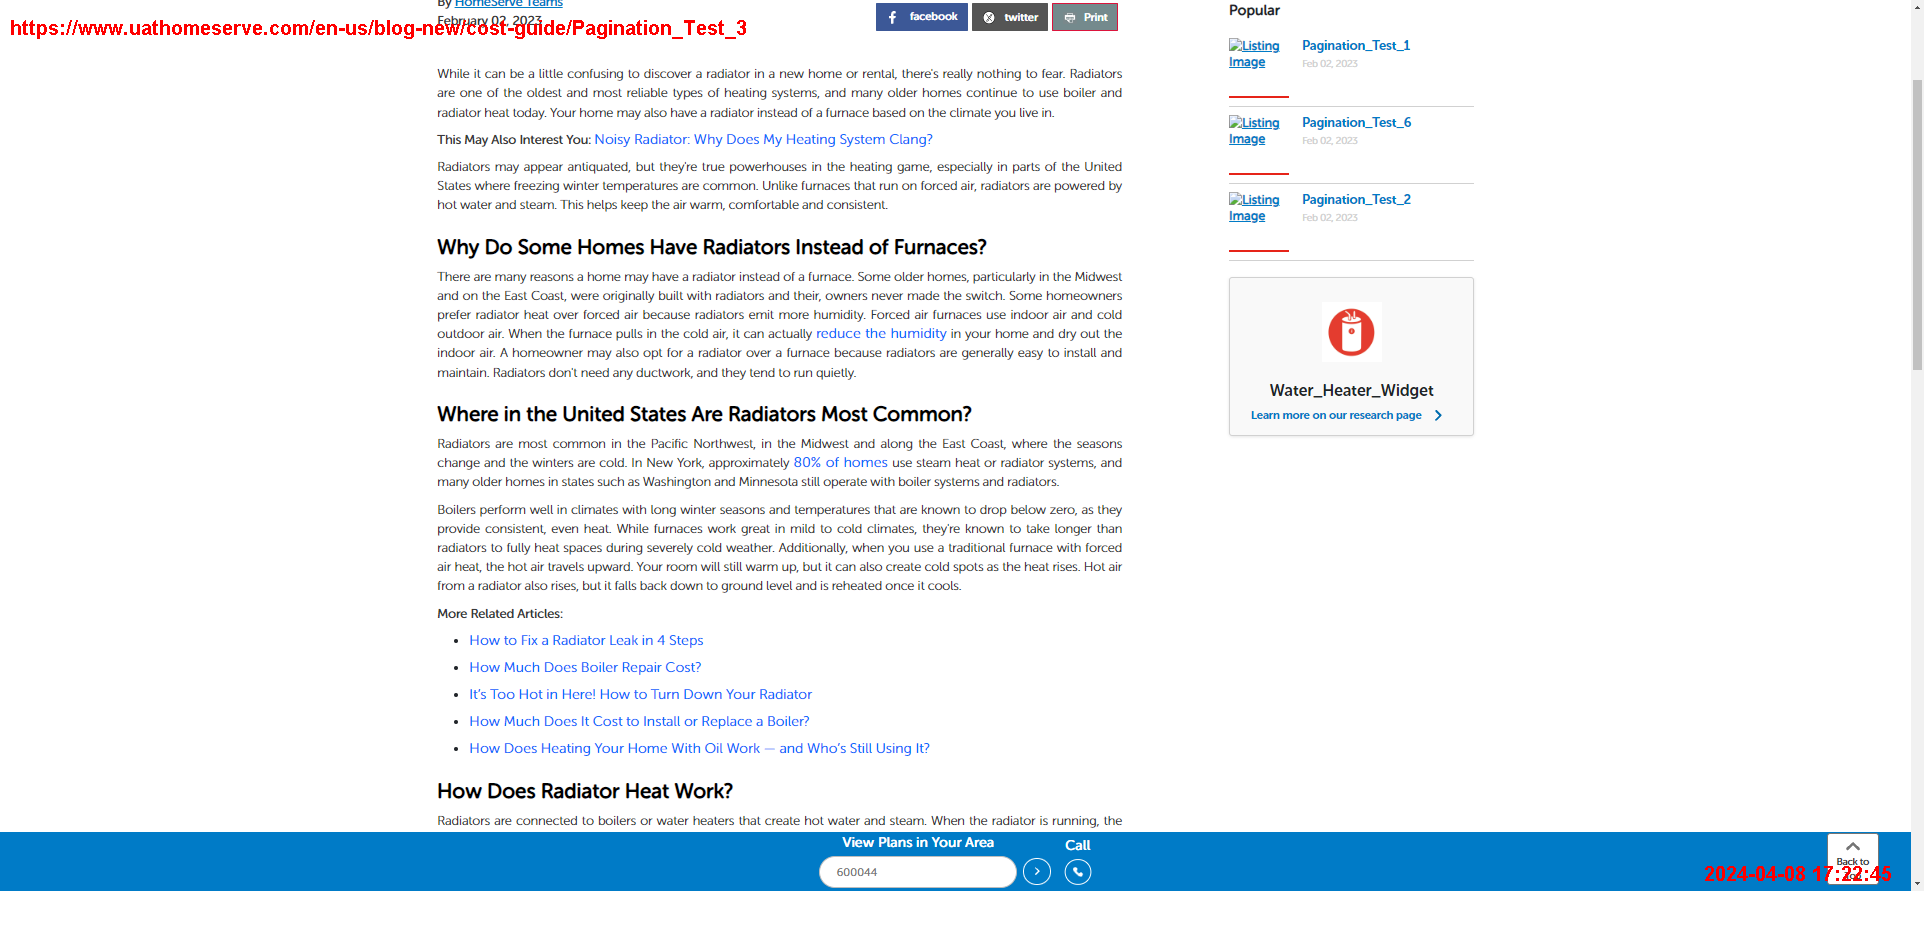 By HomeServe Teams
February 02, 2023
https://www.uathomeserve.com/en-us/blog-new/cost-guide/Pagination_Test_3
facebook
twitter
Print
While it can be a little confusing to discover a radiator in a new home or rental, there's really nothing to fear. Radiators
are one of the oldest and most reliable types of heating systems, and many older homes continue to use boiler and
radiator heat today. Your home may also have a radiator instead of a furnace based on the climate you live in.
This May Also Interest You: Noisy Radiator: Why Does My Heating System Clang?
Radiators may appear antiquated, but they're true powerhouses in the heating game, especially in parts of the United
States where freezing winter temperatures are common. Unlike furnaces that run on forced air, radiators are powered by
hot water and steam. This helps keep the air warm, comfortable and consistent.
Why Do Some Homes Have Radiators Instead of Furnaces?
There are many reasons a home may have a radiator instead of a furnace. Some older homes, particularly in the Midwest
and on the East Coast, were originally built with radiators and their, owners never made the switch. Some homeowners
prefer radiator heat over forced air because radiators emit more humidity. Forced air furnaces use indoor air and cold
outdoor air. When the furnace pulls in the cold air, it can actually reduce the humidity in your home and dry out the
indoor air. A homeowner may also opt for a radiator over a furnace because radiators are generally easy to install and
maintain. Radiators don't need any ductwork, and they tend to run quietly.
Where in the United States Are Radiators Most Common?
Radiators are most common in the Pacific Northwest, in the Midwest and along the East Coast, where the seasons
change and the winters are cold. In New York, approximately 80% of homes use steam heat or radiator systems, and
many older homes in states such as Washington and Minnesota still operate with boiler systems and radiators.
Boilers perform well in climates with long winter seasons and temperatures that are known to drop below zero, as they
provide consistent, even heat. While furnaces work great in mild to cold climates, they're known to take longer than
radiators to fully heat spaces during severely cold weather. Additionally, when you use a traditional furnace with forced
air heat, the hot air travels upward. Your room will still warm up, but it can also create cold spots as the heat rises. Hot air
from a radiator also rises, but it falls back down to ground level and is reheated once it cools.
More Related Articles:
How to Fix a Radiator Leak in 4 Steps
How Much Does Boiler Repair Cost?
It's Too Hot in Here! How to Turn Down Your Radiator
How Much Does It Cost to Install or Replace a Boiler?
How Does Heating Your Home With Oil Work — and Who's Still Using It?
How Does Radiator Heat Work?
Radiators are connected to boilers or water heaters that create hot water and steam. When the radiator is running, the
Popular
Listing Image
Pagination_Test_1
Feb 02, 2023
Listing Image
Pagination_Test_6
Feb 02, 2023
Listing Image
Pagination_Test_2
Feb 02, 2023
Water_Heater_Widget
Learn more on our research page
View Plans in Your Area
600044
Call
Back to
2024-04-08 17:22:45